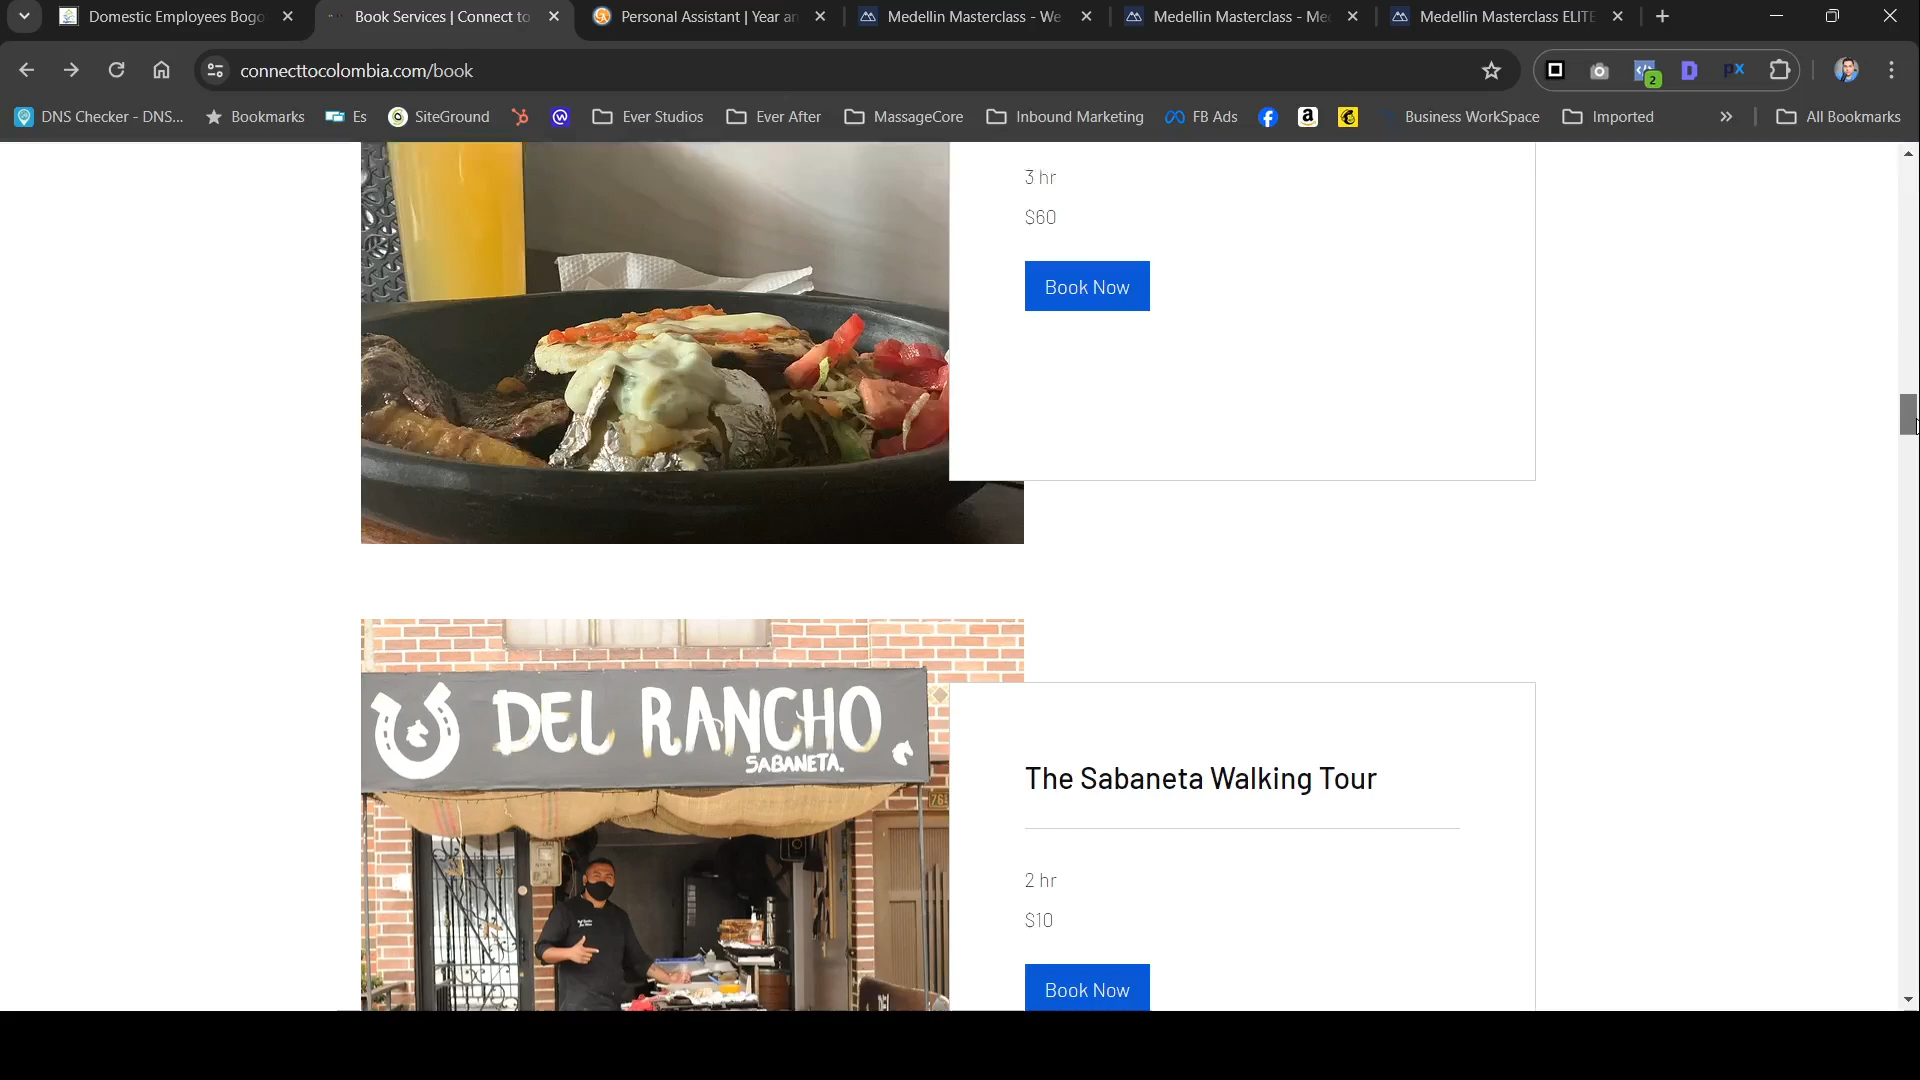 Domestic Employees Bogo
Book Services | Connect to
Personal Assistant | Year an
Medellin Masterclass - We
Medellin Masterclass - Me
Medellin Masterclass ELITE
connecttocolombia.com/book
2
DNS Checker - DNS...
Bookmarks
Es
SiteGround
Ever Studios
Ever After
MassageCore
Inbound Marketing
FB Ads
Business WorkSpace
Imported
All Bookmarks
3 hr
$60
Book Now
DEL RANCHO
SABANETA.
The Sabaneta Walking Tour
2 hr
$10
Book Now